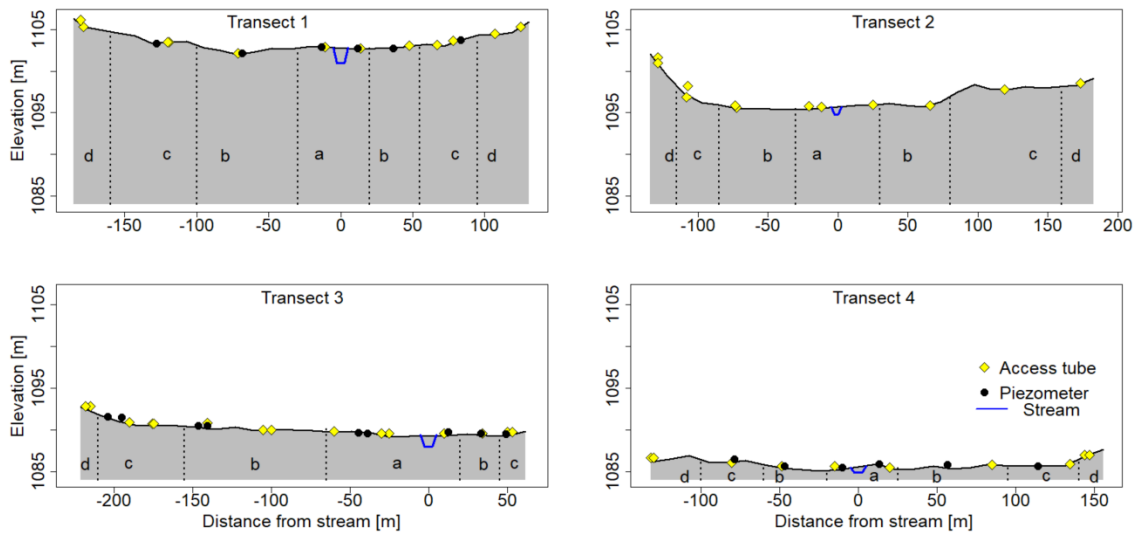 Transect 1
Elevation [m]
1105
1095
1085
d c b a b c d
-150 -100 -50 0 50 100
Transect 2
1105
1095
1085
d c b a b c d
-100 -50 0 50 100 150 200
Transect 3
Elevation [m]
1105
1095
1085
d c b a b c
-200 -150 -100 -50 0 50
Distance from stream [m]
Transect 4
1105
1095
1085
Access tube
Piezometer
Stream
d c b a b c d
-100 -50 0 50 100 150
Distance from stream [m]